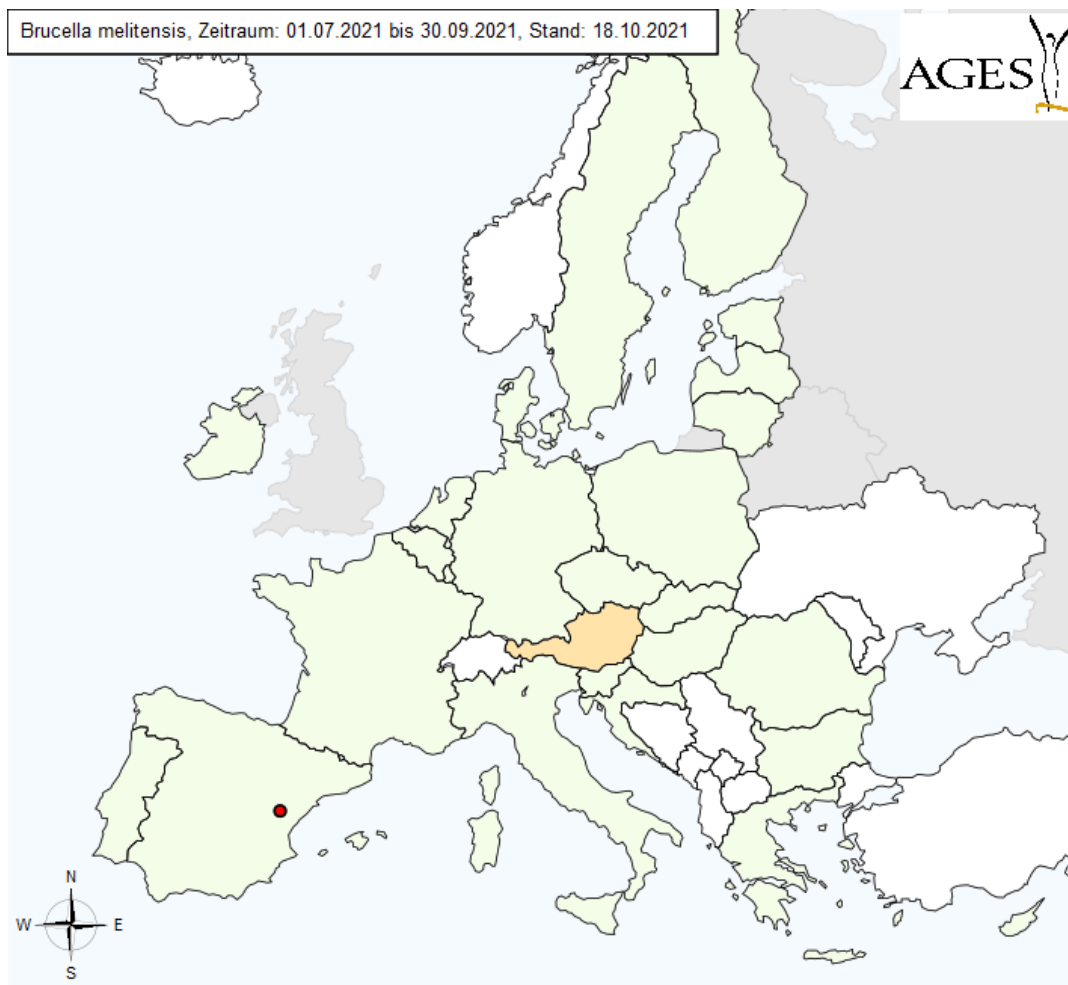 Brucella melitensis, Zeitraum: 01.07.2021 bis 30.09.2021, Stand: 18.10.2021
AGES
N
W
E
S